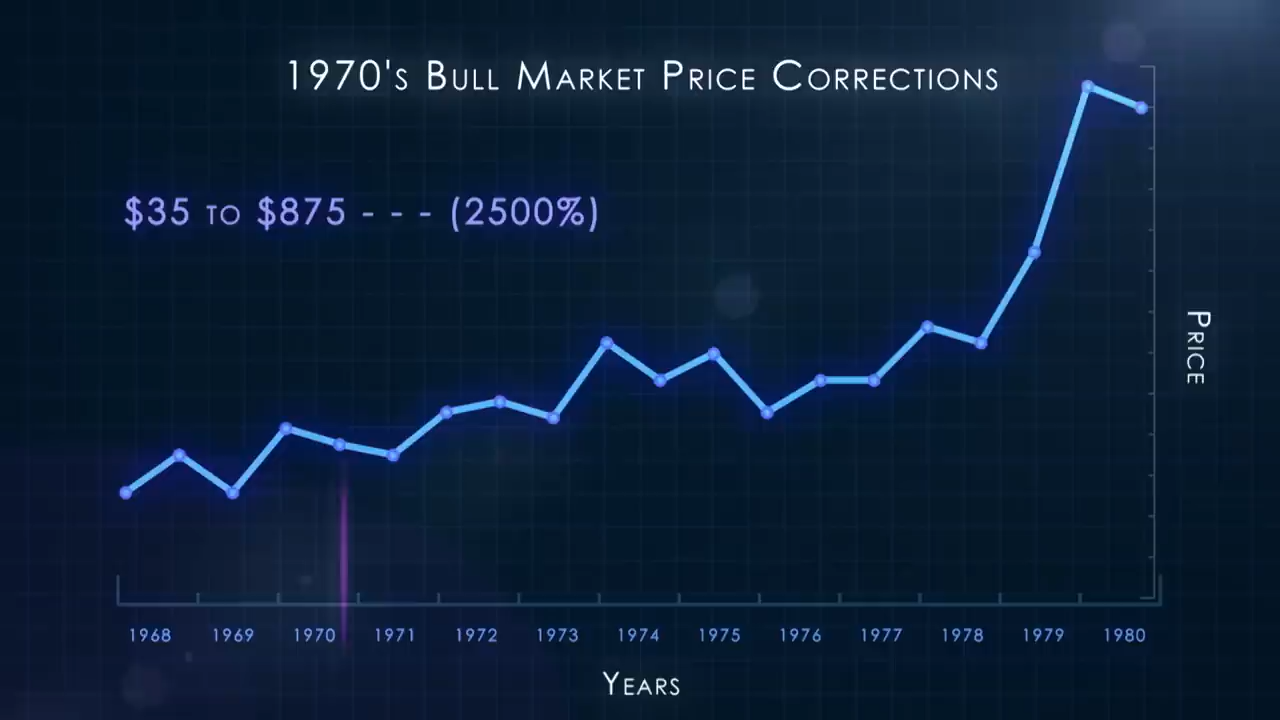 1970's Bull Market Price Corrections
$35 to $875 - - - (2500%)
Price
1968 1969 1970 1971 1972 1973 1974 1975 1976 1977 1978 1979 1980
Years